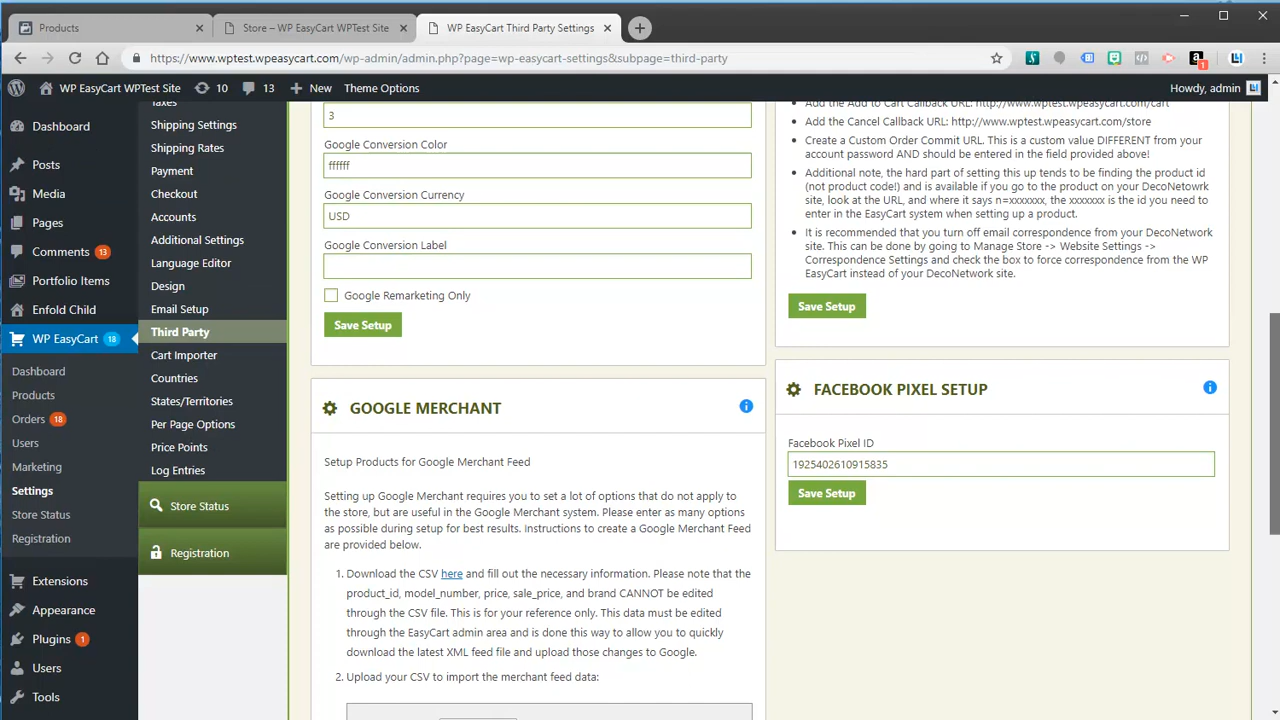 Products
Store – WP EasyCart WPTest Site
WP EasyCart Third Party Settings
https://www.wptest.wpeasycart.com/wp-admin/admin.php?page=wp-easycart-settings&subpage=third-party
WP EasyCart WPTest Site
10
13
New
Theme Options
Howdy, admin
Dashboard
Posts
Media
Pages
Comments 13
Portfolio Items
Enfold Child
WP EasyCart 18
Dashboard
Products
Orders 18
Users
Marketing
Settings
Store Status
Registration
Extensions
Appearance
Plugins 1
Users
Tools
Taxes
Shipping Settings
Shipping Rates
Payment
Checkout
Accounts
Additional Settings
Language Editor
Design
Email Setup
Third Party
Cart Importer
Countries
States/Territories
Per Page Options
Price Points
Log Entries
Store Status
Registration
3
Google Conversion Color
ffffff
Google Conversion Currency
USD
Google Conversion Label
Google Remarketing Only
Save Setup
GOOGLE MERCHANT
Setup Products for Google Merchant Feed
Setting up Google Merchant requires you to set a lot of options that do not apply to
the store, but are useful in the Google Merchant system. Please enter as many options
as possible during setup for best results. Instructions to create a Google Merchant Feed
are provided below.
1. Download the CSV here and fill out the necessary information. Please note that the
product_id, model_number, price, sale_price, and brand CANNOT be edited
through the CSV file. This is for your reference only. This data must be edited
through the EasyCart admin area and is done this way to allow you to quickly
download the latest XML feed file and upload those changes to Google.
2. Upload your CSV to import the merchant feed data:
Add the Add to Cart Callback URL: http://www.wptest.wpeasycart.com/cart
Add the Cancel Callback URL: http://www.wptest.wpeasycart.com/store
Create a Custom Order Commit URL. This is a custom value DIFFERENT from your
account password AND should be entered in the field provided above!
Additional note, the hard part of setting this up tends to be finding the product id
(not product code!) and is available if you go to the product on your DecoNetowrk
site, look at the URL, and where it says n=xxxxxxx, the xxxxxxx is the id you need to
enter in the EasyCart system when setting up a product.
It is recommended that you turn off email correspondence from your DecoNetwork
site. This can be done by going to Manage Store -> Website Settings ->
Correspondence Settings and check the box to force correspondence from the WP
EasyCart instead of your DecoNetwork site.
Save Setup
FACEBOOK PIXEL SETUP
Facebook Pixel ID
1925402610915835
Save Setup